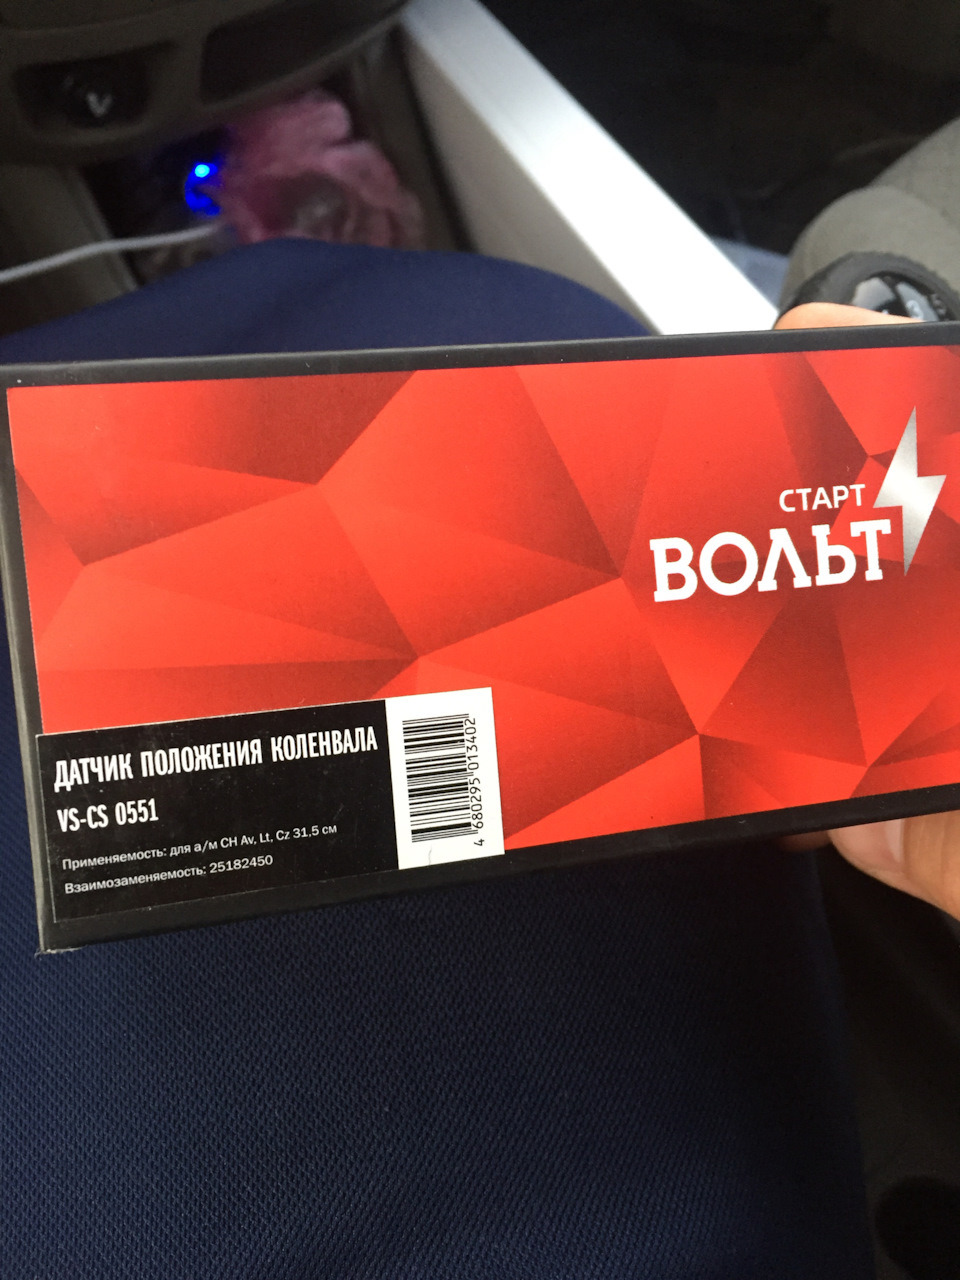 СТАРТ
ВОЛЬТ
ДАТЧИК ПОЛОЖЕНИЯ КОЛЕНВАЛА
VS-CS 0551
Применяемость: для а/м CH Av, Lt, Cz 31,5 см
Взаимозаменяемость: 25182450
4 680295 013402